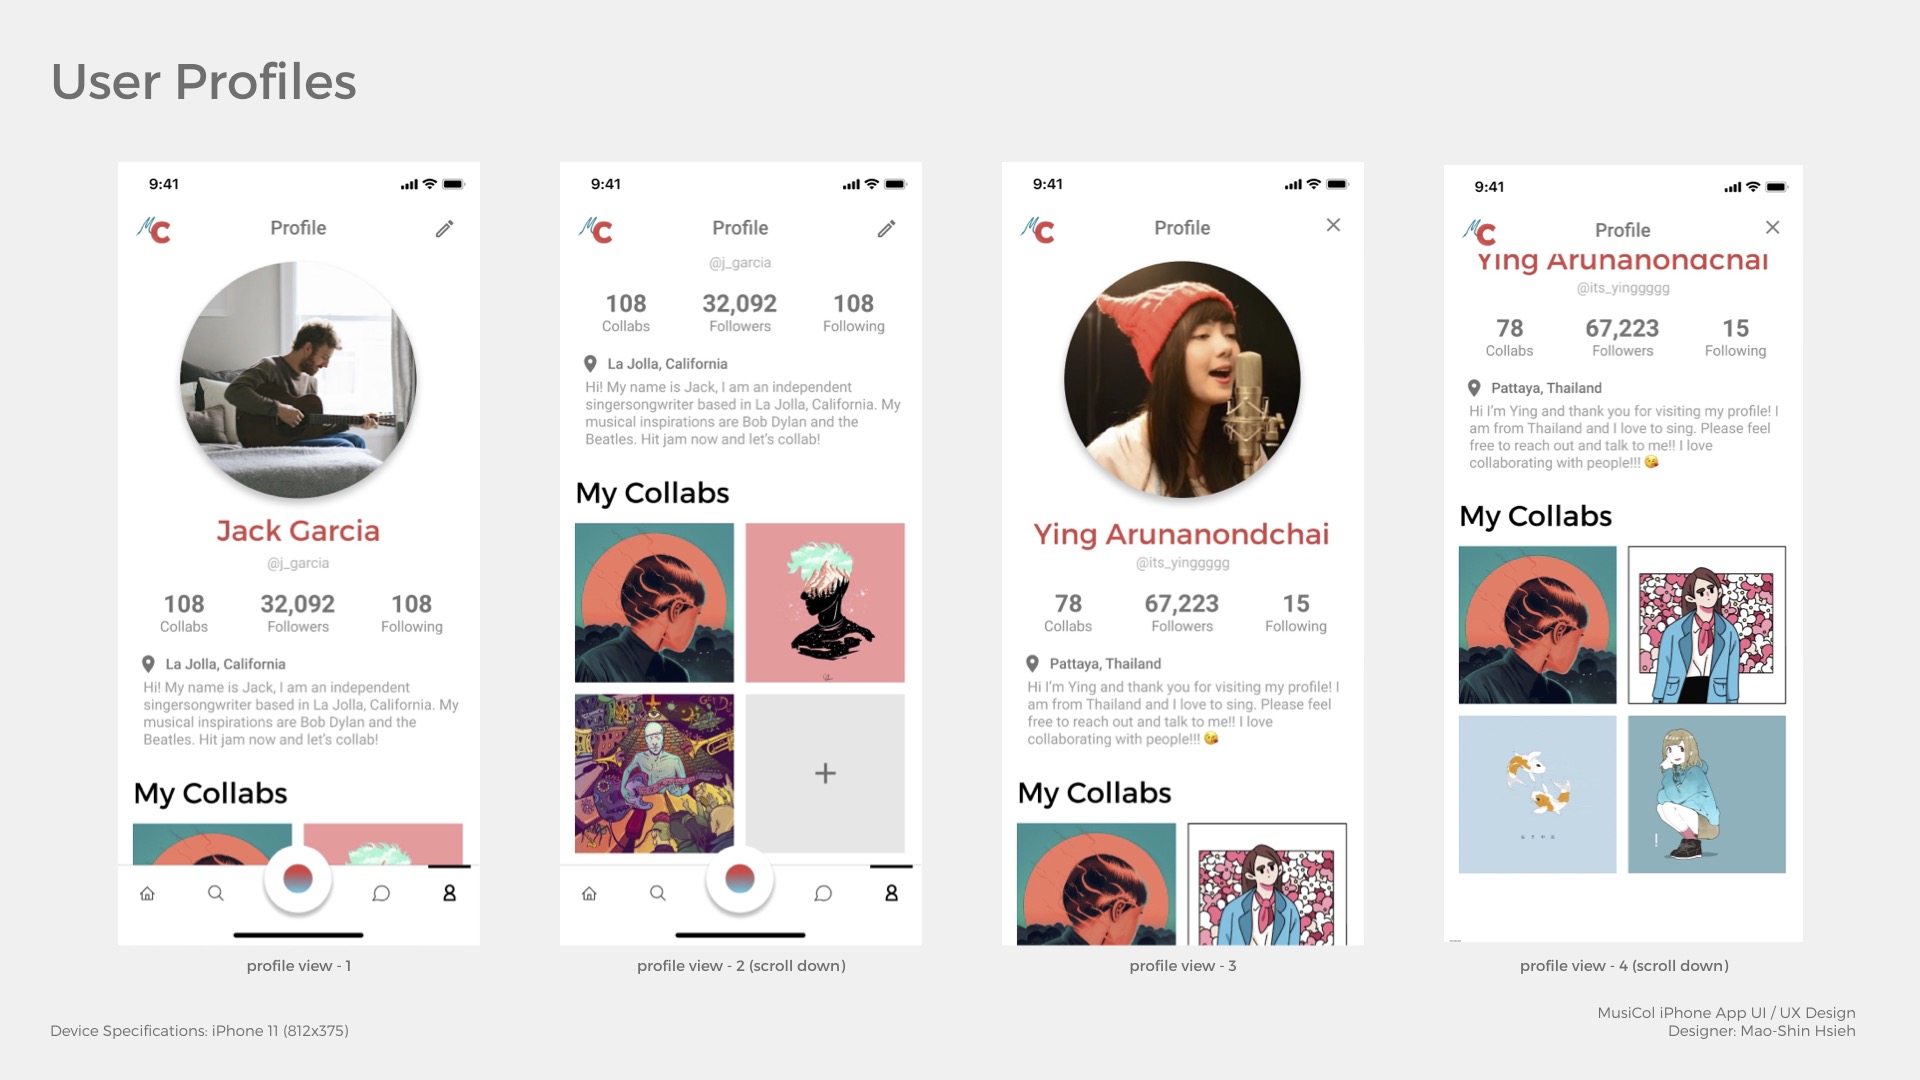 User Profiles
9:41
MC
Profile
Jack Garcia
@j_garcia
108
32,092
108
Collabs
Followers
Following
La Jolla, California
Hi! My name is Jack, I am an independent
singersongwriter based in La Jolla, California. My
musical inspirations are Bob Dylan and the
Beatles. Hit jam now and let's collab!
My Collabs
profile view - 1
9:41
MC
Profile
@j_garcia
108
32,092
108
Collabs
Followers
Following
La Jolla, California
Hi! My name is Jack, I am an independent
singersongwriter based in La Jolla, California. My
musical inspirations are Bob Dylan and the
Beatles. Hit jam now and let's collab!
My Collabs
+
profile view - 2 (scroll down)
9:41
MC
Profile
Ying Arunanondchai
@its_yinggggg
78
67,223
15
Collabs
Followers
Following
Pattaya, Thailand
Hi I'm Ying and thank you for visiting my profile! I
am from Thailand and I love to sing. Please feel
free to reach out and talk to me!! I love
collaborating with people!!! 😘
My Collabs
profile view - 3
9:41
MC
Profile
Ying Arunanondchai
@its_yinggggg
78
67,223
15
Collabs
Followers
Following
Pattaya, Thailand
Hi I'm Ying and thank you for visiting my profile! I
am from Thailand and I love to sing. Please feel
free to reach out and talk to me!! I love
collaborating with people!!! 😘
My Collabs
!
profile view - 4 (scroll down)
Device Specifications: iPhone 11 (812x375)
MusiCol iPhone App UI / UX Design
Designer: Mao-Shin Hsieh